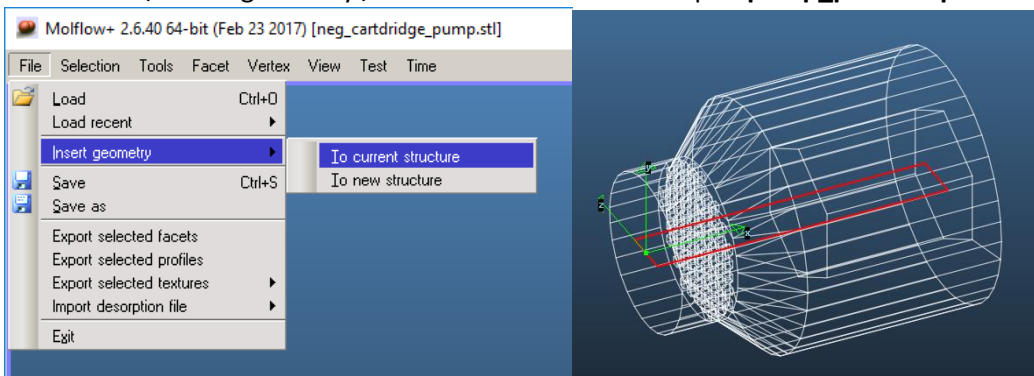 Molflow+ 2.6.40 64-bit (Feb 23 2017) [neg_cartdridge_pump.stl]
File Selection Tools Facet Vertex View Test Time
Load Ctrl+O
Load recent
Insert geometry
To current structure
To new structure
Save Ctrl+S
Save as
Export selected facets
Export selected profiles
Export selected textures
Import desorption file
Exit
z
y
x